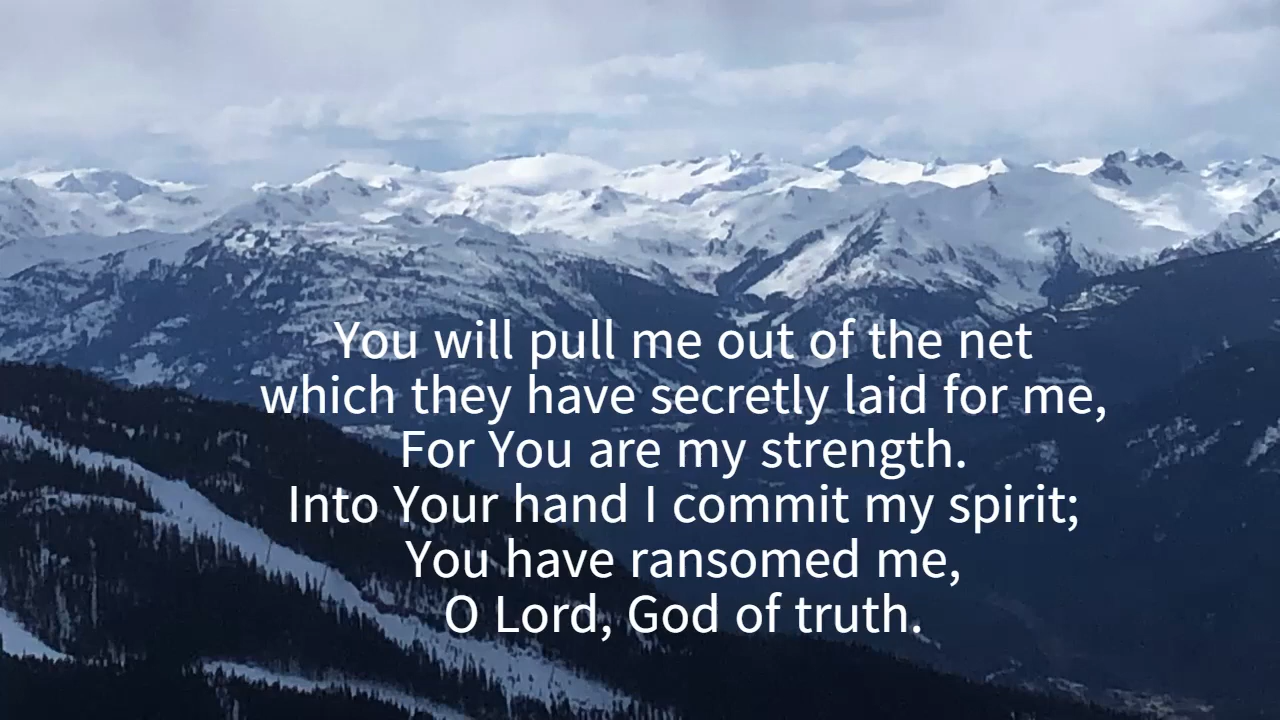 You will pull me out of the net
which they have secretly laid for me,
For You are my strength.
Into Your hand I commit my spirit;
You have ransomed me,
O Lord, God of truth.